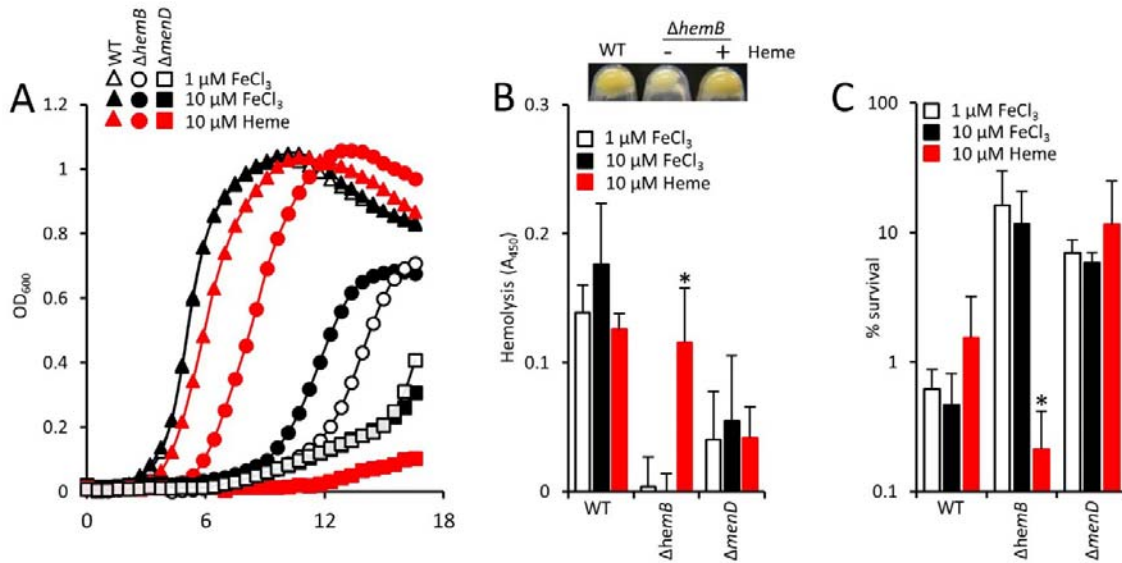 WT
ΔhemB
ΔmenD
1 µM FeCl3
10 µM FeCl3
10 µM Heme
A
OD600
1.2
1
0.8
0.6
0.4
0.2
0
0 6 12 18
B
ΔhemB
WT - + Heme
1 µM FeCl3
10 µM FeCl3
10 µM Heme
Hemolysis (A450)
0.3
0.2
0.1
0
*
WT
ΔhemB
ΔmenD
C
1 µM FeCl3
10 µM FeCl3
10 µM Heme
% survival
100
10
1
0.1
*
WT
ΔhemB
ΔmenD